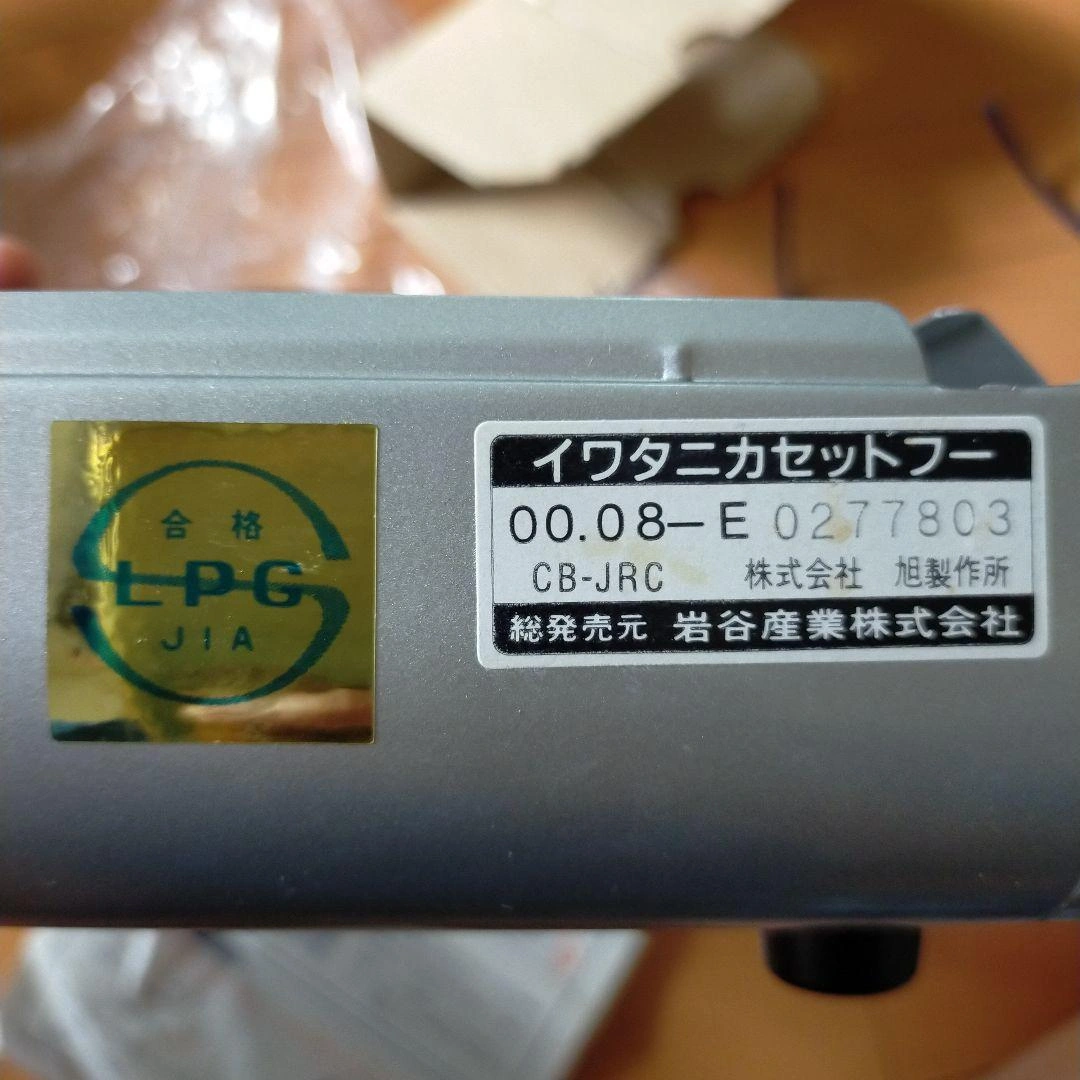 合格
LPG
JIA
イワタニカセットフー
00.08-E 0277803
CB-JRC 株式会社 旭製作所
総発売元 岩谷産業株式会社